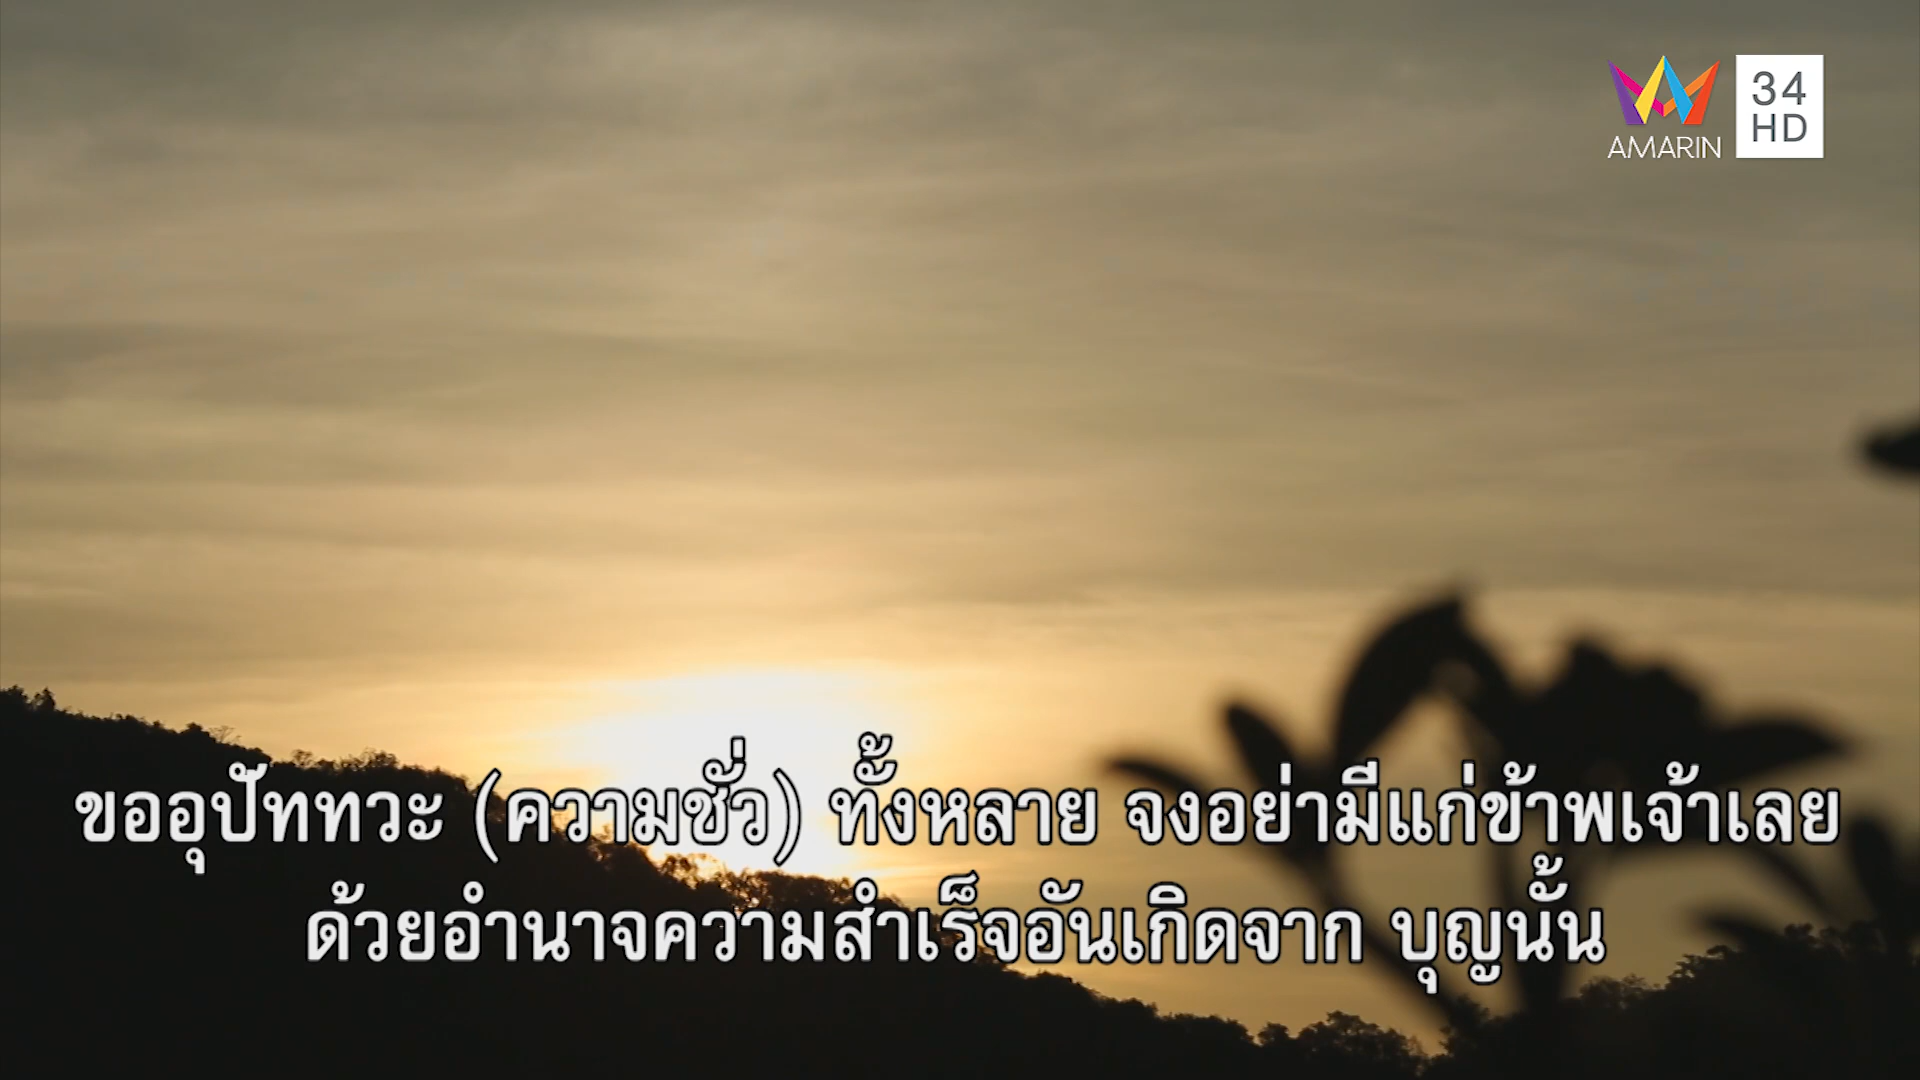 AMARIN
34
HD
ขออุปัททวะ (ความชั่ว) ทั้งหลาย จงอย่ามีแก่ข้าพเจ้าเลย
ด้วยอำนาจความสำเร็จอันเกิดจาก บุญนั้น